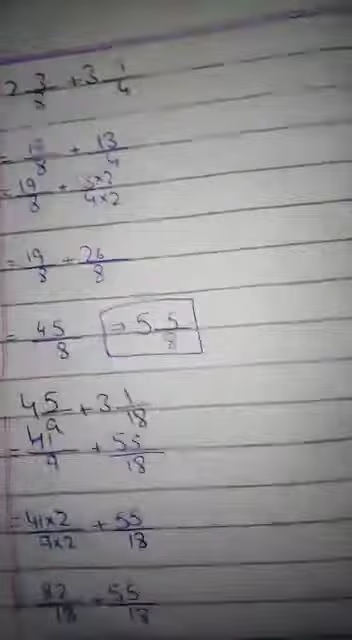 2 3/8 + 3 1/4
= 19/8 + 13/4
= 19/8 + 13×2/4×2
= 19/8 + 26/8
= 45/8 ⇒ 5 5/8
4 5/9 + 3 1/18
= 41/9 + 55/18
= 41×2/9×2 + 55/18
82/18 + 55/18